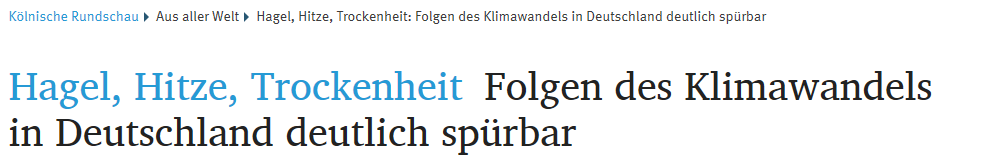 Kölnische Rundschau Aus aller Welt Hagel, Hitze, Trockenheit: Folgen des Klimawandels in Deutschland deutlich spürbar
Hagel, Hitze, Trockenheit Folgen des Klimawandels
in Deutschland deutlich spürbar